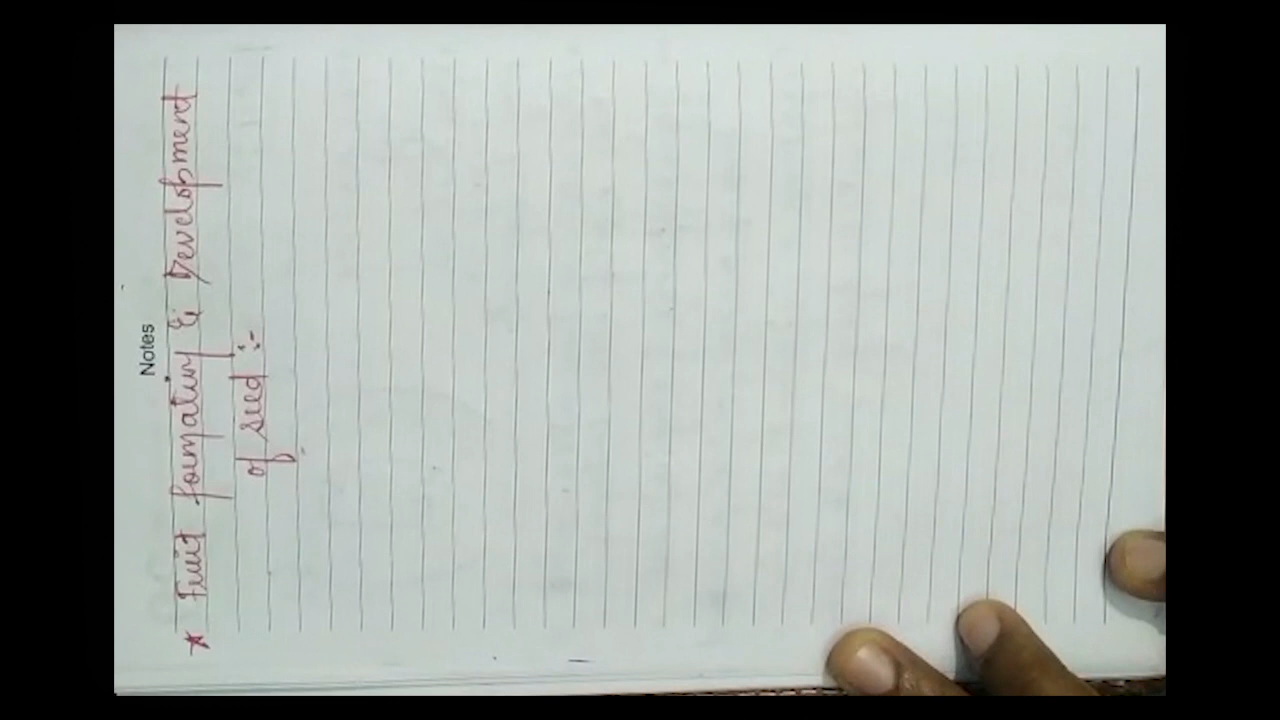 Notes
* Fruit formation & Development
of seed :-